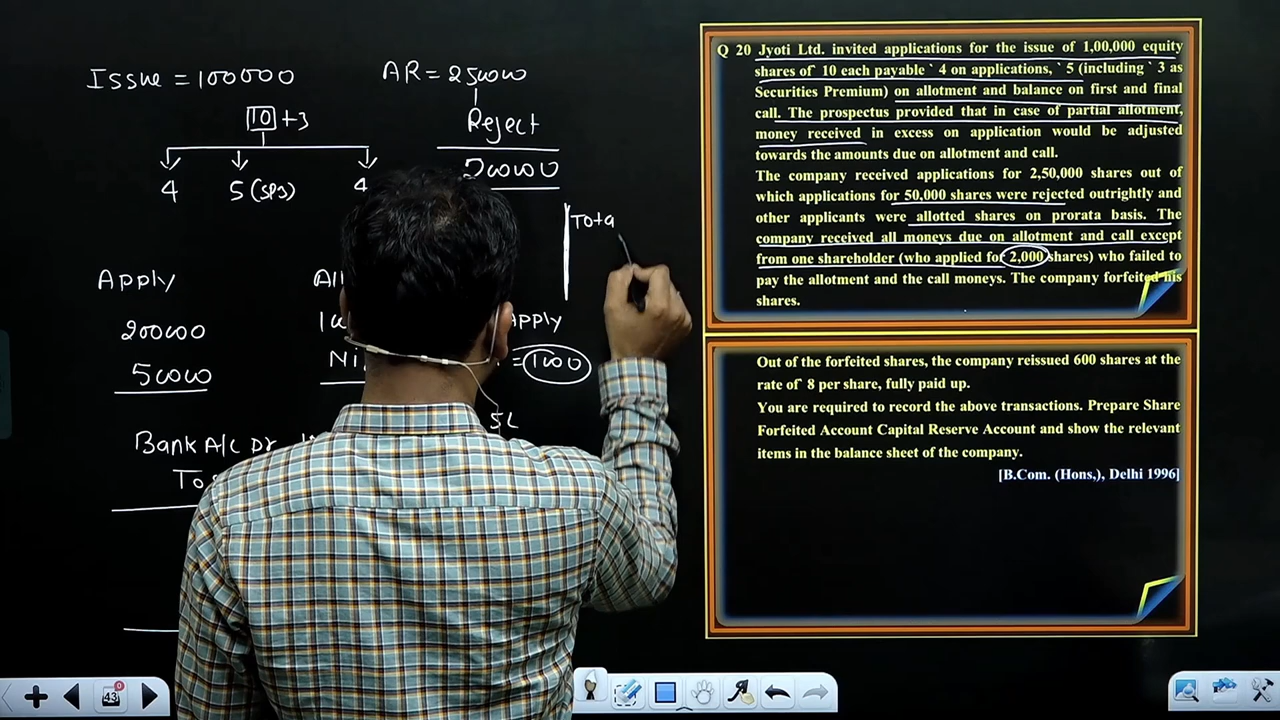 Issue = 100000
AR = 250000
Reject
10 + 3
4
5 (SP3)
4
Tota
Apply
200000
50000
Apply
= 1000
5L
Bank A/c Dr
Q 20 Jyoti Ltd. invited applications for the issue of 1,00,000 equity
shares of 10 each payable ` 4 on applications, ` 5 (including ` 3 as
Securities Premium) on allotment and balance on first and final
call. The prospectus provided that in case of partial allotment,
money received in excess on application would be adjusted
towards the amounts due on allotment and call.
The company received applications for 2,50,000 shares out of
which applications for 50,000 shares were rejected outrightly and
other applicants were allotted shares on prorata basis. The
company received all moneys due on allotment and call except
from one shareholder (who applied for 2,000 shares) who failed to
pay the allotment and the call moneys. The company forfeited his
shares.
Out of the forfeited shares, the company reissued 600 shares at the
rate of ` 8 per share, fully paid up.
You are required to record the above transactions. Prepare Share
Forfeited Account Capital Reserve Account and show the relevant
items in the balance sheet of the company.
[B.Com. (Hons,), Delhi 1996]
43
0